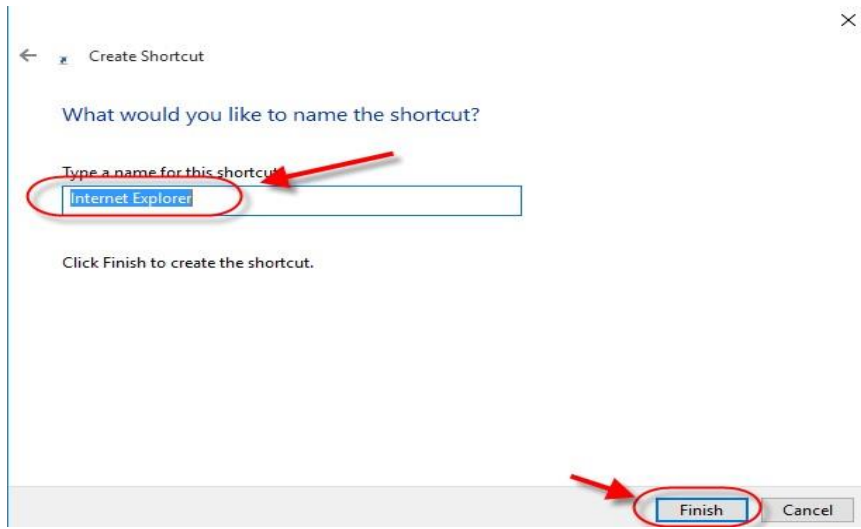 Create Shortcut
What would you like to name the shortcut?
Type a name for this shortcut
Internet Explorer
Click Finish to create the shortcut.
Finish
Cancel